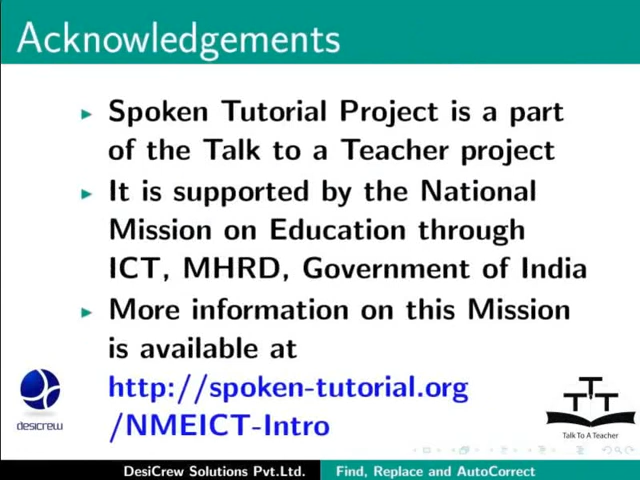 Acknowledgements
Spoken Tutorial Project is a part
of the Talk to a Teacher project
It is supported by the National
Mission on Education through
ICT, MHRD, Government of India
More information on this Mission
is available at
http://spoken-tutorial.org
/NMEICT-Intro
desicrew
TTT
Talk To A Teacher
DesiCrew Solutions Pvt.Ltd.
Find, Replace and AutoCorrect